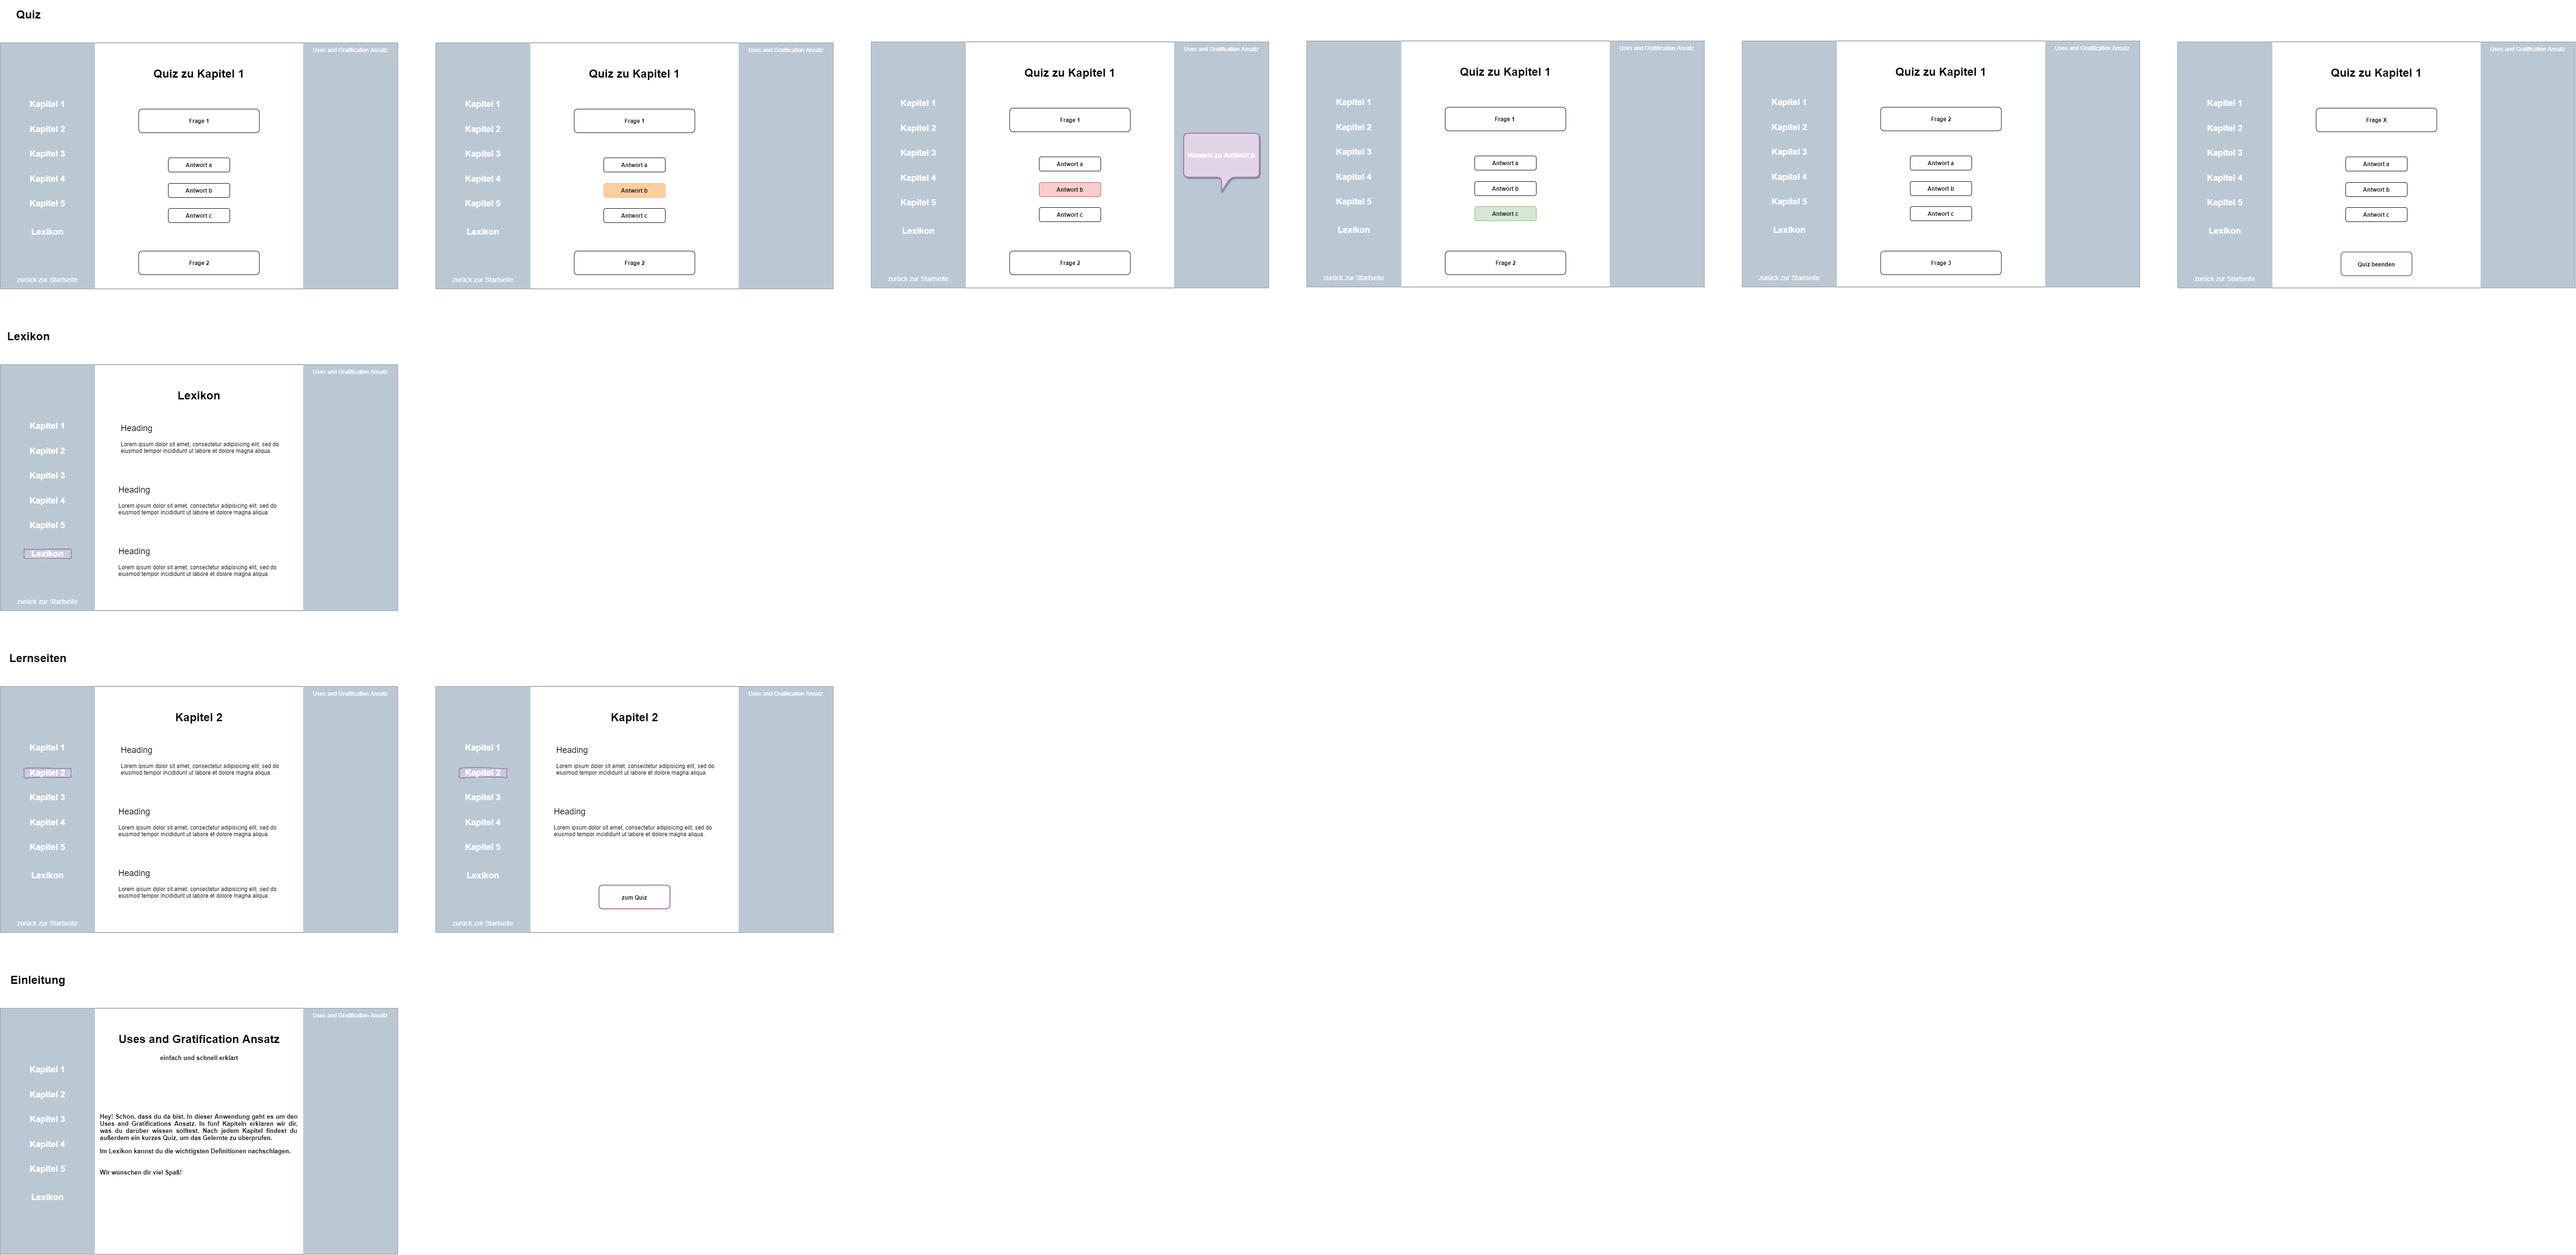 Quiz
Uses and Gratification Ansatz
Quiz zu Kapitel 1
Kapitel 1
Frage 1
Kapitel 2
Kapitel 3
Antwort a
Kapitel 4
Antwort b
Kapitel 5
Antwort c
Lexikon
Frage 2
zurück zur Startseite
Uses and Gratification Ansatz
Quiz zu Kapitel 1
Kapitel 1
Frage 1
Kapitel 2
Kapitel 3
Antwort a
Kapitel 4
Antwort b
Kapitel 5
Antwort c
Lexikon
Frage 2
zurück zur Startseite
Uses and Gratification Ansatz
Quiz zu Kapitel 1
Kapitel 1
Frage 1
Kapitel 2
Kapitel 3
Hinweis zu Antwort b
Antwort a
Kapitel 4
Antwort b
Kapitel 5
Antwort c
Lexikon
Frage 2
zurück zur Startseite
Uses and Gratification Ansatz
Quiz zu Kapitel 1
Kapitel 1
Frage 1
Kapitel 2
Kapitel 3
Antwort a
Kapitel 4
Antwort b
Kapitel 5
Antwort c
Lexikon
Frage 2
zurück zur Startseite
Uses and Gratification Ansatz
Quiz zu Kapitel 1
Kapitel 1
Frage 2
Kapitel 2
Kapitel 3
Antwort a
Kapitel 4
Antwort b
Kapitel 5
Antwort c
Lexikon
Frage 3
zurück zur Startseite
Uses and Gratification Ansatz
Quiz zu Kapitel 1
Kapitel 1
Frage X
Kapitel 2
Kapitel 3
Antwort a
Kapitel 4
Antwort b
Kapitel 5
Antwort c
Lexikon
Quiz beenden
zurück zur Startseite
Lexikon
Uses and Gratification Ansatz
Lexikon
Kapitel 1
Kapitel 2
Kapitel 3
Kapitel 4
Kapitel 5
Lexikon
zurück zur Startseite
Heading
Lorem ipsum dolor sit amet, consectetur adipisicing elit, sed do
eiusmod tempor incididunt ut labore et dolore magna aliqua.
Heading
Lorem ipsum dolor sit amet, consectetur adipisicing elit, sed do
eiusmod tempor incididunt ut labore et dolore magna aliqua.
Heading
Lorem ipsum dolor sit amet, consectetur adipisicing elit, sed do
eiusmod tempor incididunt ut labore et dolore magna aliqua.
Lernseiten
Uses and Gratification Ansatz
Kapitel 2
Kapitel 1
Kapitel 2
Kapitel 3
Kapitel 4
Kapitel 5
Lexikon
zurück zur Startseite
Heading
Lorem ipsum dolor sit amet, consectetur adipisicing elit, sed do
eiusmod tempor incididunt ut labore et dolore magna aliqua.
Heading
Lorem ipsum dolor sit amet, consectetur adipisicing elit, sed do
eiusmod tempor incididunt ut labore et dolore magna aliqua.
Heading
Lorem ipsum dolor sit amet, consectetur adipisicing elit, sed do
eiusmod tempor incididunt ut labore et dolore magna aliqua.
Uses and Gratification Ansatz
Kapitel 2
Kapitel 1
Kapitel 2
Kapitel 3
Kapitel 4
Kapitel 5
Lexikon
zurück zur Startseite
Heading
Lorem ipsum dolor sit amet, consectetur adipisicing elit, sed do
eiusmod tempor incididunt ut labore et dolore magna aliqua.
Heading
Lorem ipsum dolor sit amet, consectetur adipisicing elit, sed do
eiusmod tempor incididunt ut labore et dolore magna aliqua.
zum Quiz
Einleitung
Uses and Gratification Ansatz
Uses and Gratification Ansatz
einfach und schnell erklärt
Kapitel 1
Kapitel 2
Kapitel 3
Kapitel 4
Kapitel 5
Lexikon
Hey! Schön, dass du da bist. In dieser Anwendung geht es um den
Uses and Gratifications Ansatz. In fünf Kapiteln erklären wir dir,
was du darüber wissen solltest. Nach jedem Kapitel findest du
außerdem ein kurzes Quiz, um das Gelernte zu überprüfen.
Im Lexikon kannst du die wichtigsten Definitionen nachschlagen.
Wir wünschen dir viel Spaß!